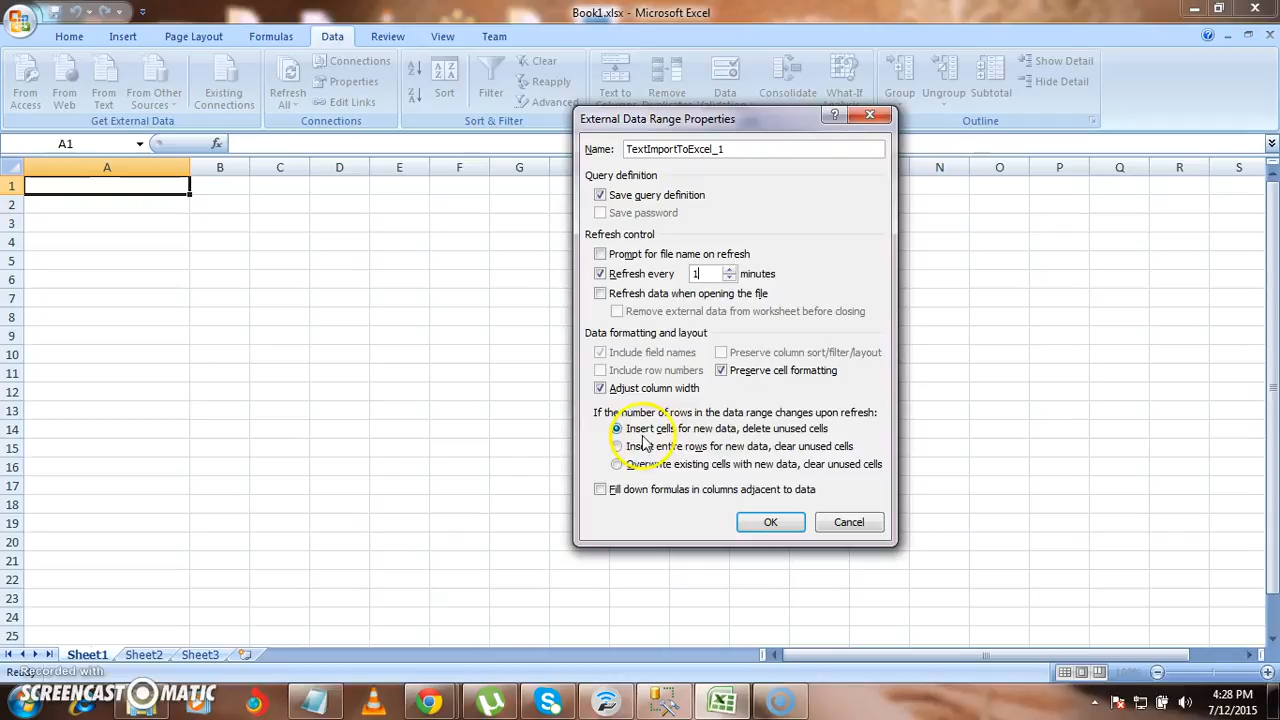 Book1.xlsx - Microsoft Excel
Home Insert Page Layout Formulas Data Review View Team
From Access
From Web
From Text
From Other Sources
Existing Connections
Get External Data
Refresh All
Connections
Properties
Edit Links
Connections
Sort
Filter
Clear
Reapply
Advanced
Sort & Filter
Text to
Remove
Data
Consolidate
What-If
Group
Ungroup
Subtotal
Show Detail
Hide Detail
Outline
A1
fx
A B C D E F G N O P Q R S
1
2
3
4
5
6
7
8
9
10
11
12
13
14
15
16
17
18
19
20
21
22
23
24
25
External Data Range Properties
Name: TextImportToExcel_1
Query definition
Save query definition
Save password
Refresh control
Prompt for file name on refresh
Refresh every 1 minutes
Refresh data when opening the file
Remove external data from worksheet before closing
Data formatting and layout
Include field names Preserve column sort/filter/layout
Include row numbers Preserve cell formatting
Adjust column width
If the number of rows in the data range changes upon refresh:
Insert cells for new data, delete unused cells
Insert entire rows for new data, clear unused cells
Overwrite existing cells with new data, clear unused cells
Fill down formulas in columns adjacent to data
OK Cancel
Sheet1 Sheet2 Sheet3
100%
Recorded with
SCREENCAST MATIC
4:28 PM
7/12/2015